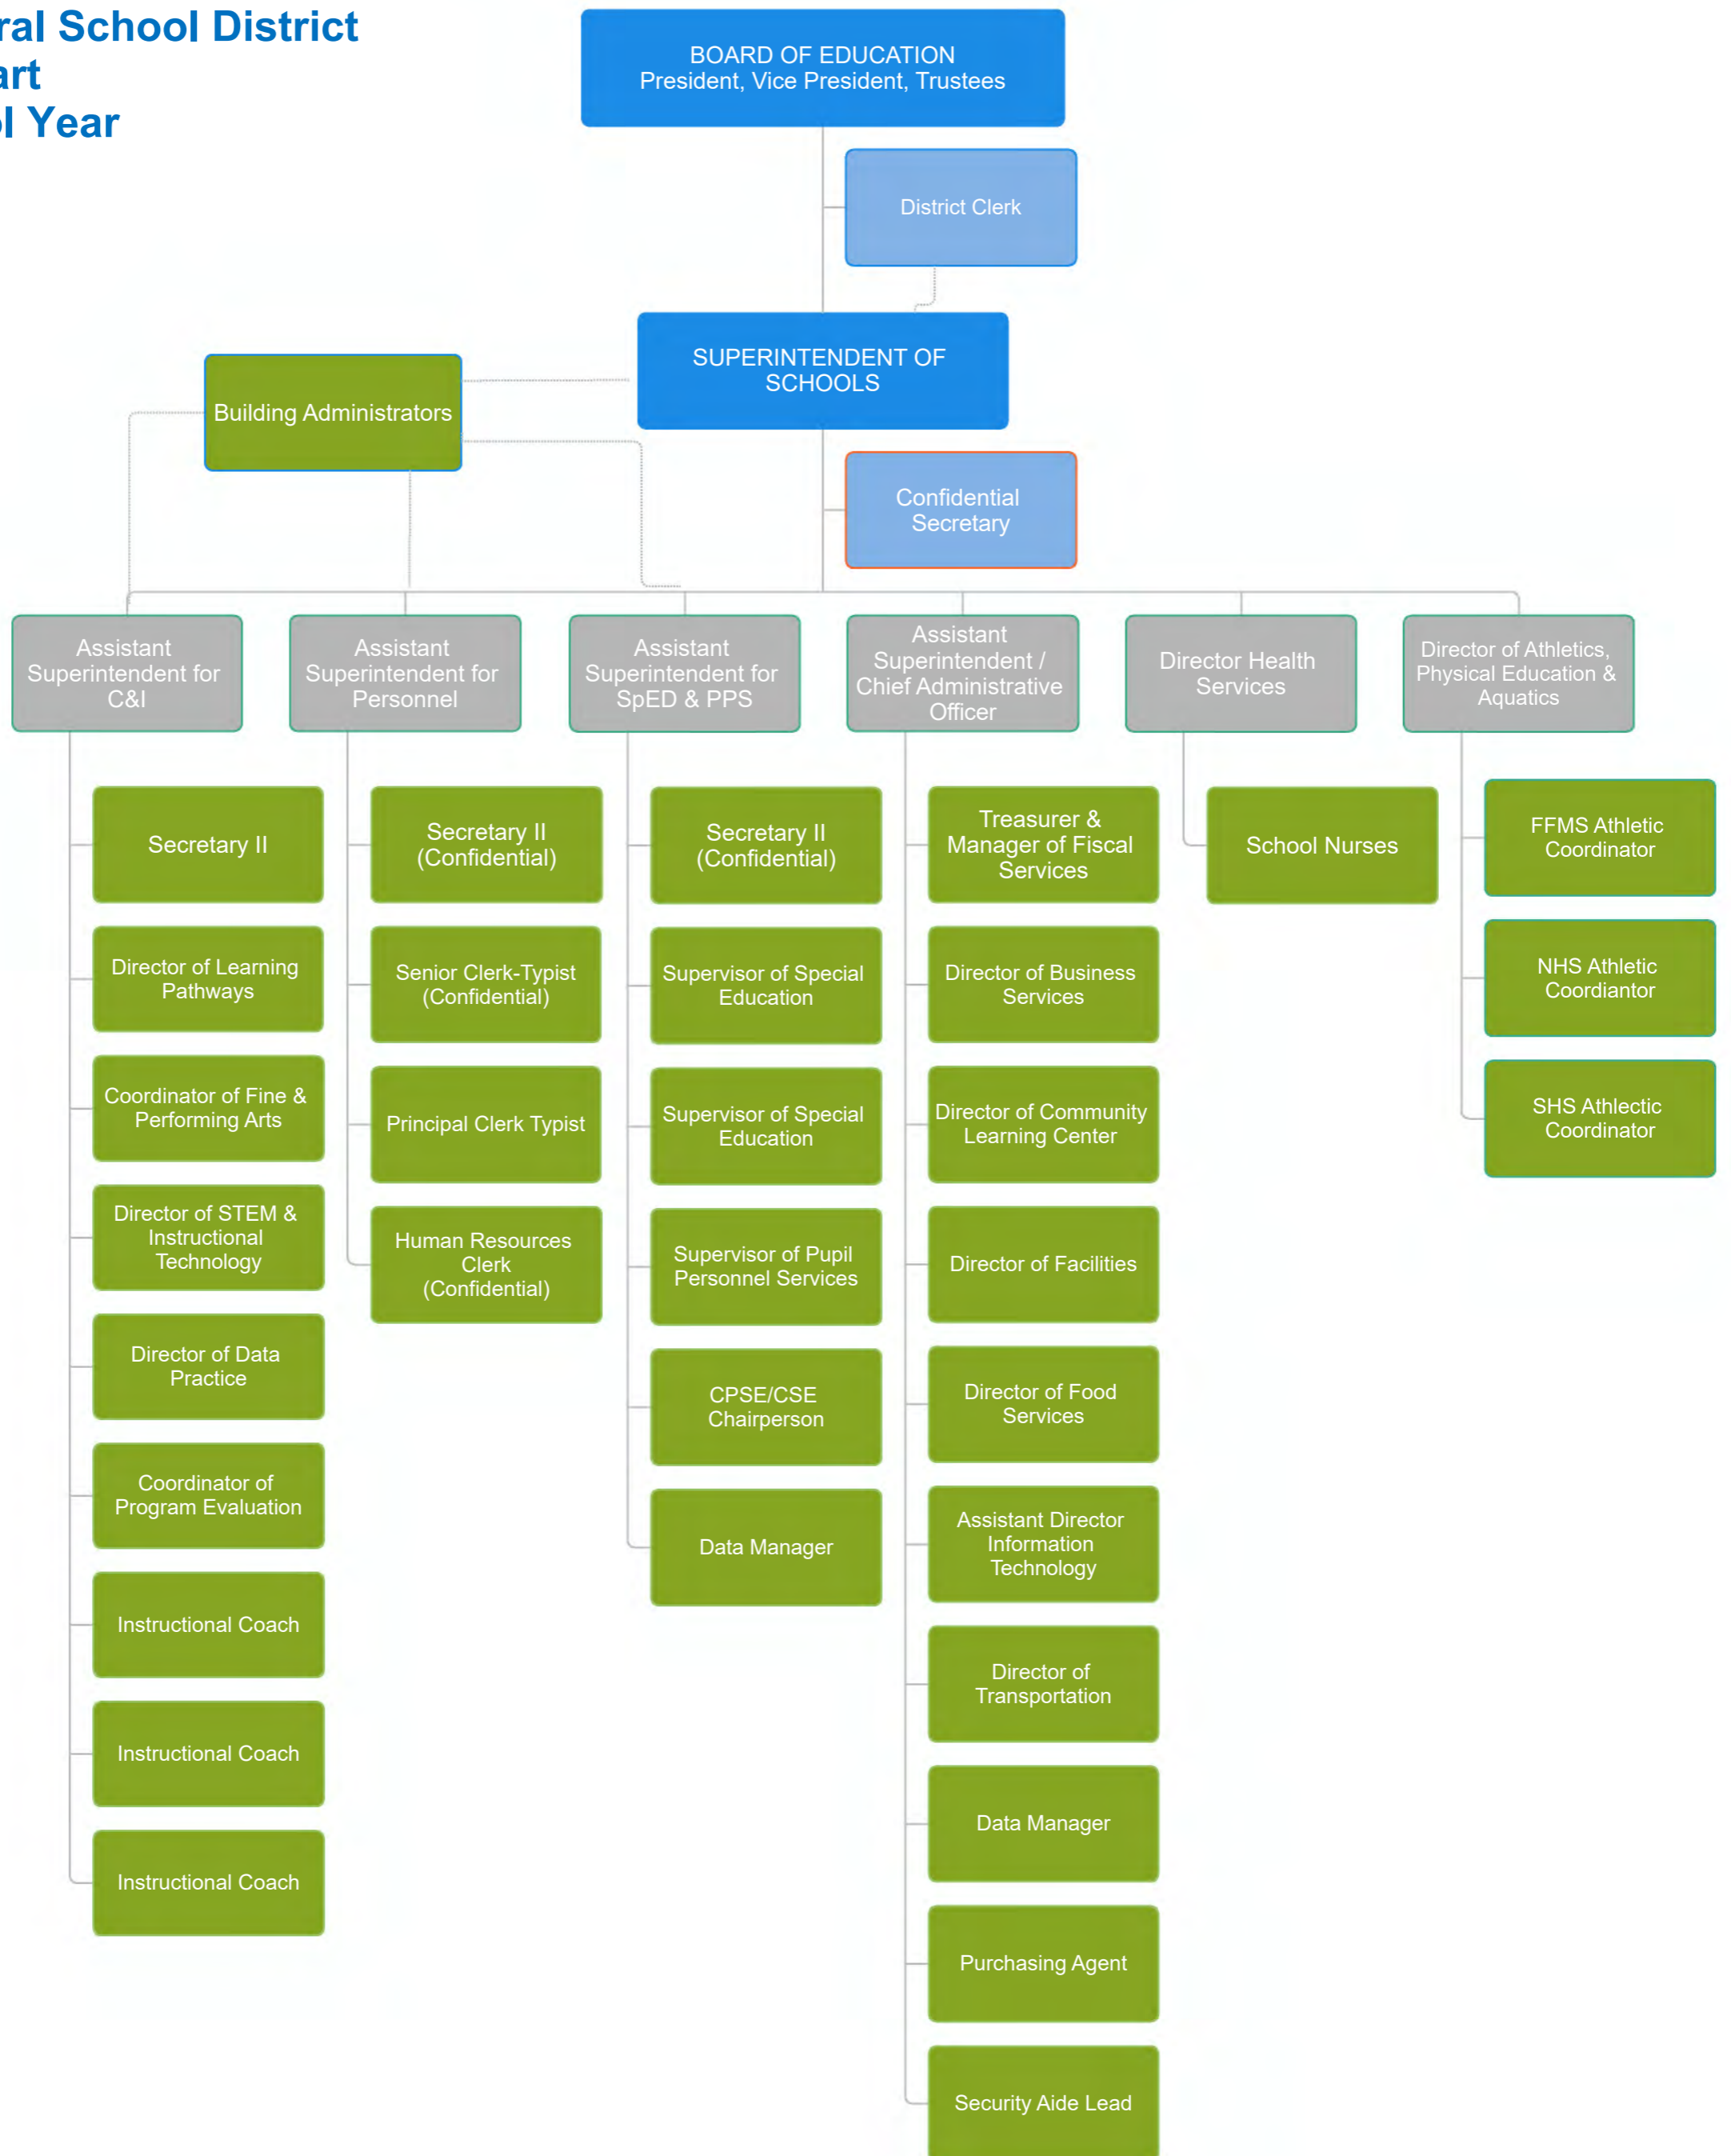 ral School District
art
ol Year
BOARD OF EDUCATION
President, Vice President, Trustees
District Clerk
SUPERINTENDENT OF
SCHOOLS
Building Administrators
Confidential
Secretary
Assistant
Superintendent for
C&I
Assistant
Superintendent for
Personnel
Assistant
Superintendent for
SpED & PPS
Assistant
Superintendent /
Chief Administrative
Officer
Director Health
Services
Director of Athletics,
Physical Education &
Aquatics
Secretary II
Director of Learning
Pathways
Coordinator of Fine &
Performing Arts
Director of STEM &
Instructional
Technology
Director of Data
Practice
Coordinator of
Program Evaluation
Instructional Coach
Instructional Coach
Instructional Coach
Secretary II
(Confidential)
Senior Clerk-Typist
(Confidential)
Principal Clerk Typist
Human Resources
Clerk
(Confidential)
Secretary II
(Confidential)
Supervisor of Special
Education
Supervisor of Special
Education
Supervisor of Pupil
Personnel Services
CPSE/CSE
Chairperson
Data Manager
Treasurer &
Manager of Fiscal
Services
Director of Business
Services
Director of Community
Learning Center
Director of Facilities
Director of Food
Services
Assistant Director
Information
Technology
Director of
Transportation
Data Manager
Purchasing Agent
Security Aide Lead
School Nurses
FFMS Athletic
Coordinator
NHS Athletic
Coordiantor
SHS Athlectic
Coordinator